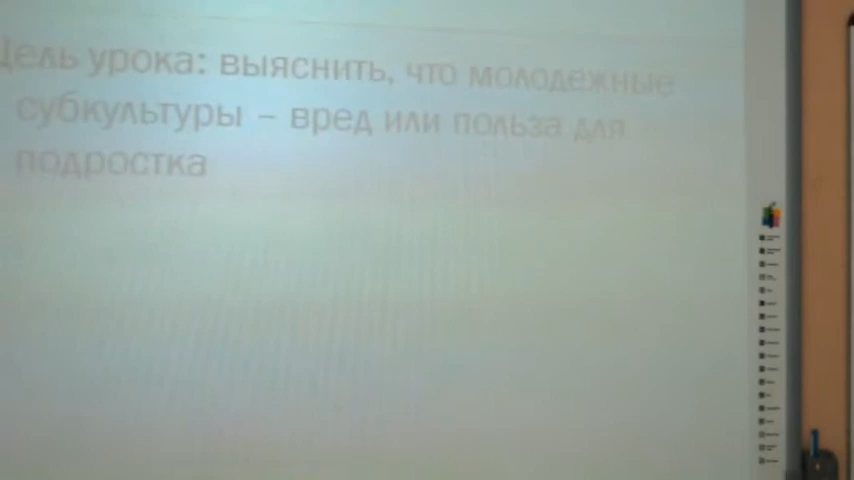 Цель урока: выяснить, что молодежные
субкультуры – вред или польза для
подростка